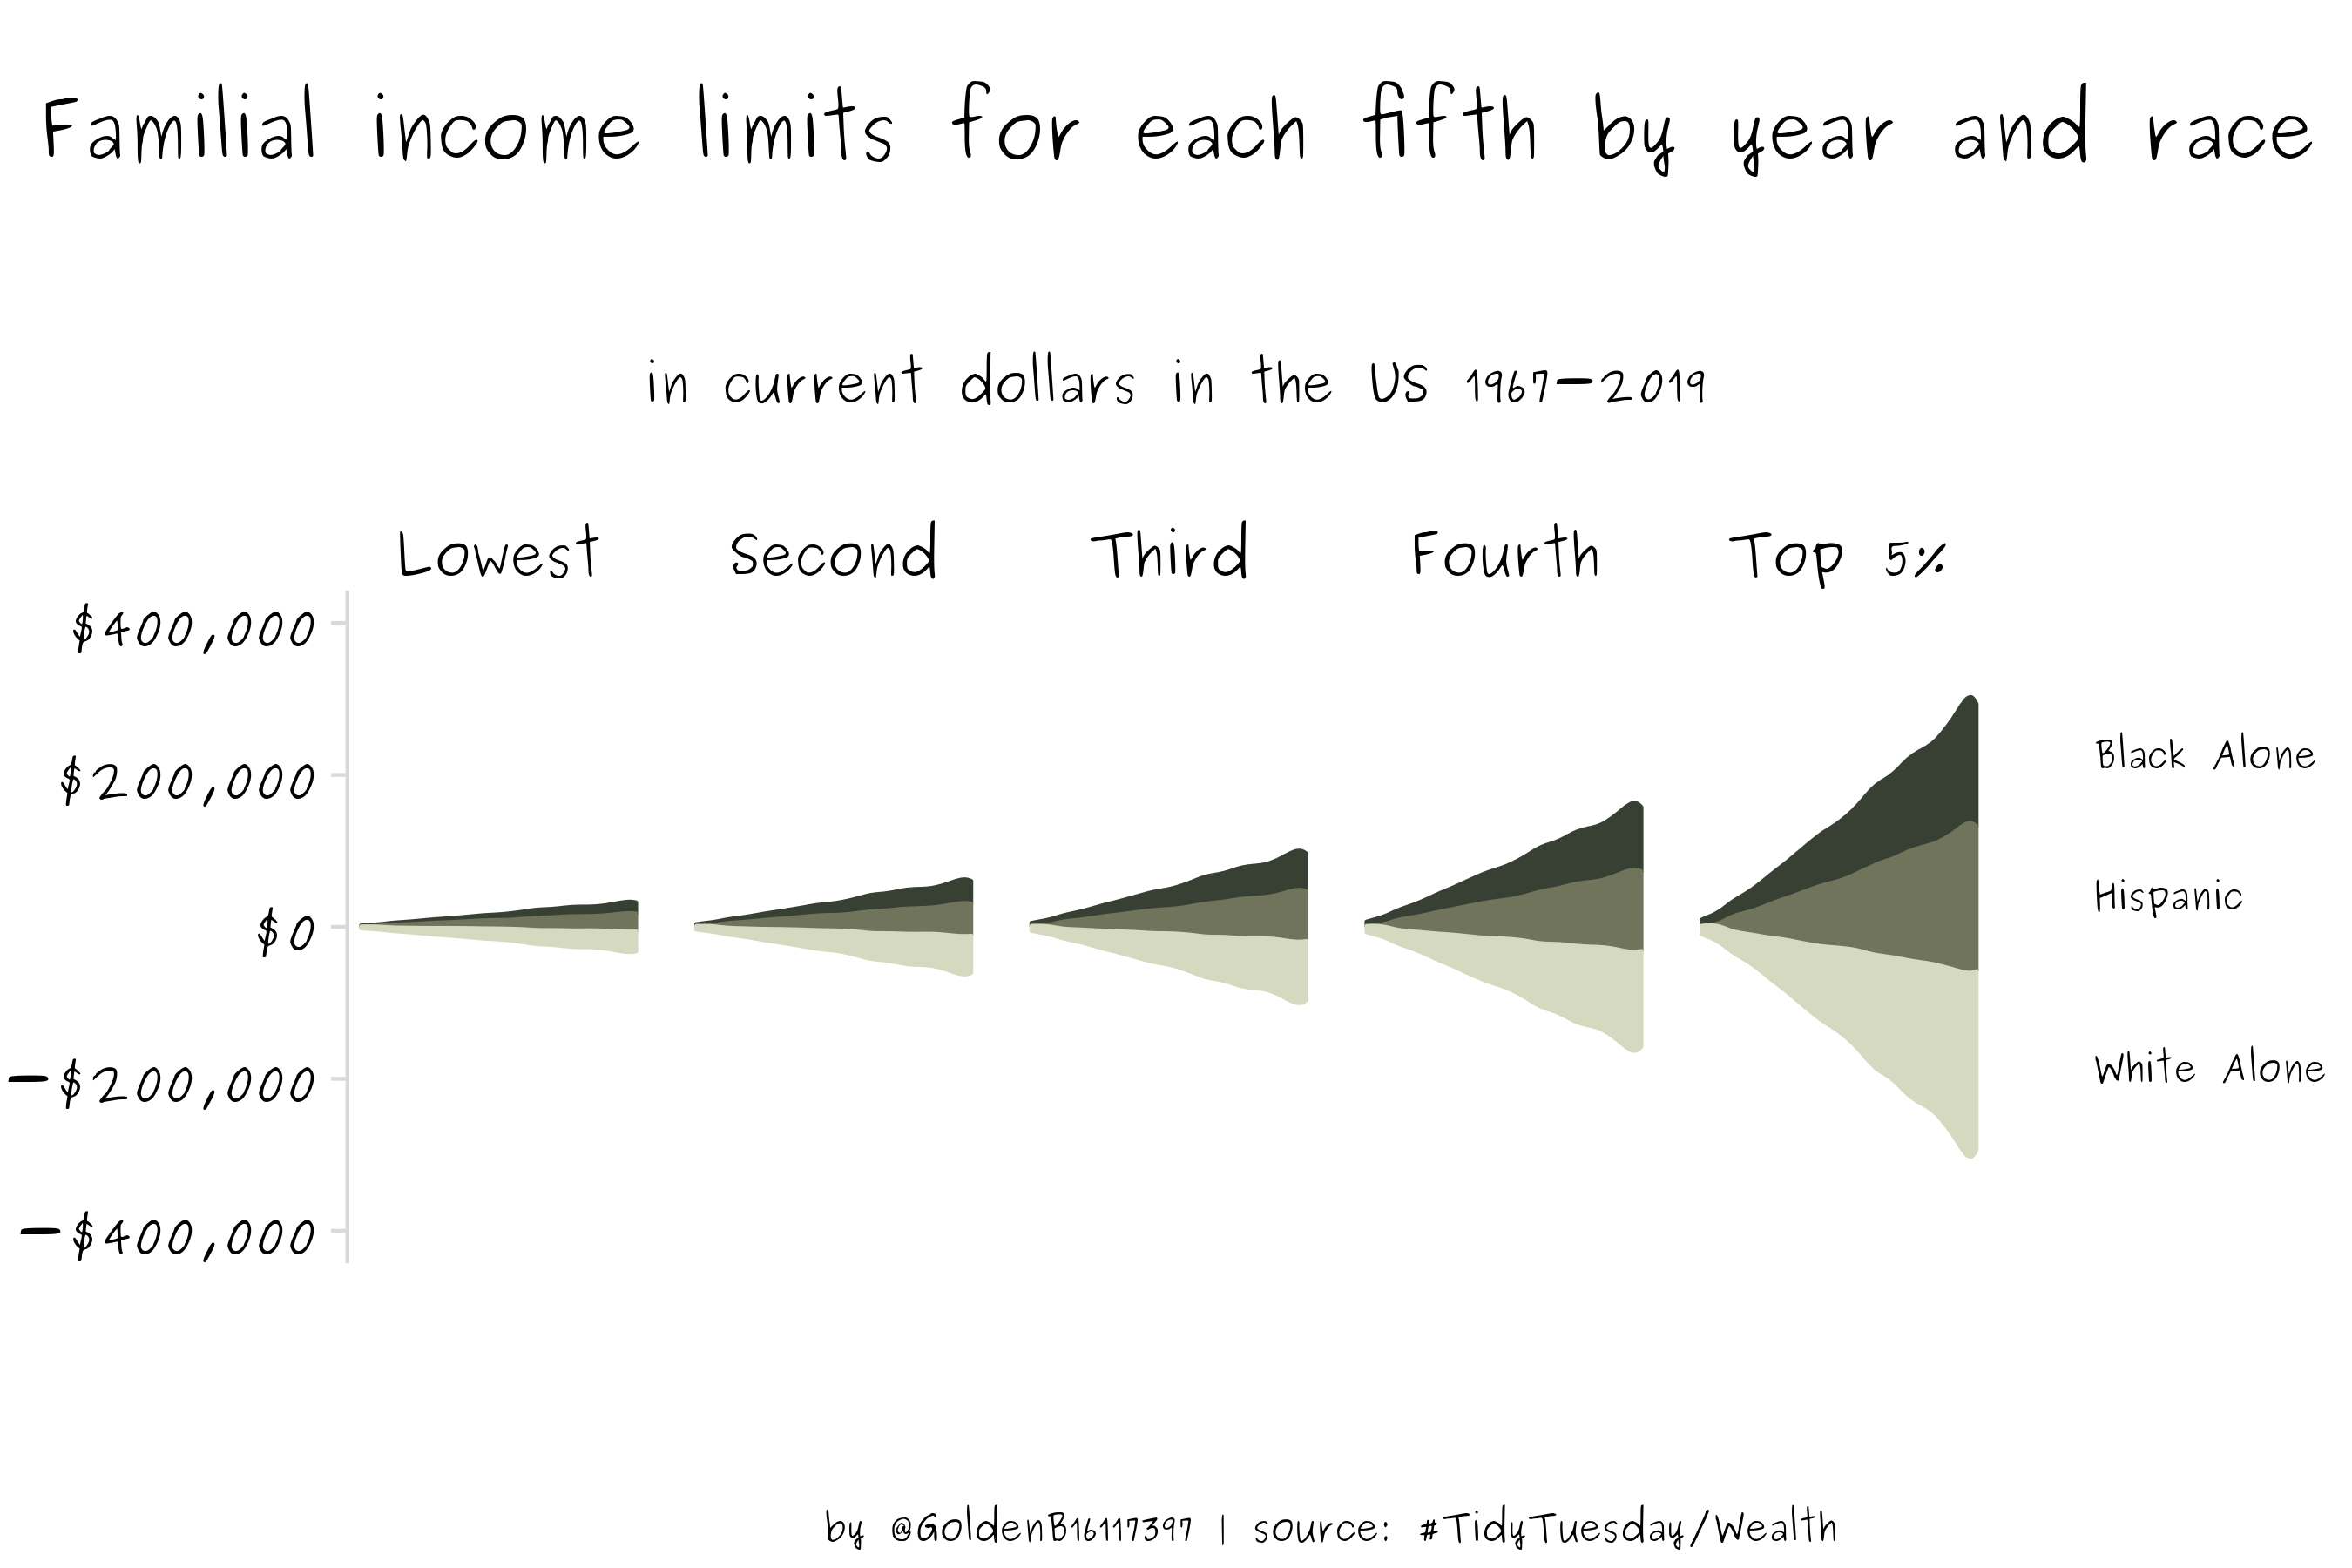 Familial income limits for each ffth by year and race
in current dollars in the US 1967–2019
Lowest Second Third Fourth Top 5%
$400,000
$200,000
$0
–$200,000
–$400,000
Black Alone
Hispanic
White Alone
by @GoldenB16117397 | source: #TidyTuesday/Wealth